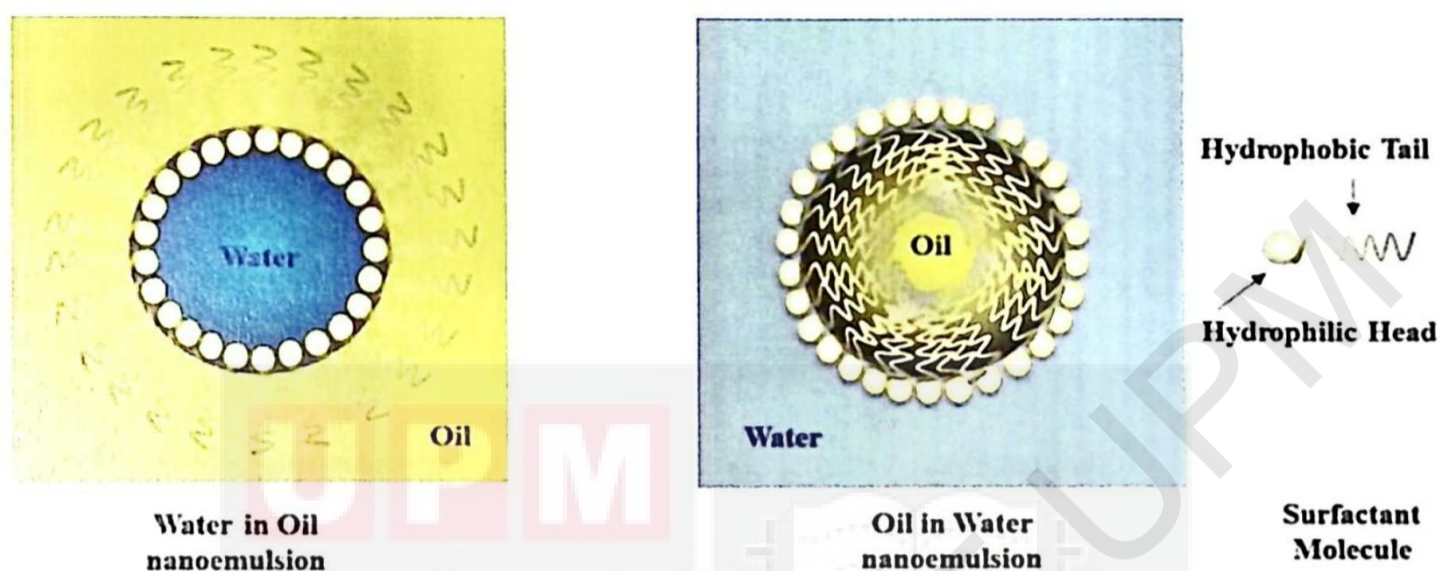 Water
Oil
Water in Oil
nanoemulsion
Oil
Water
Oil in Water
nanoemulsion
Hydrophobic Tail
Hydrophilic Head
Surfactant
Molecule
UPM
UPM